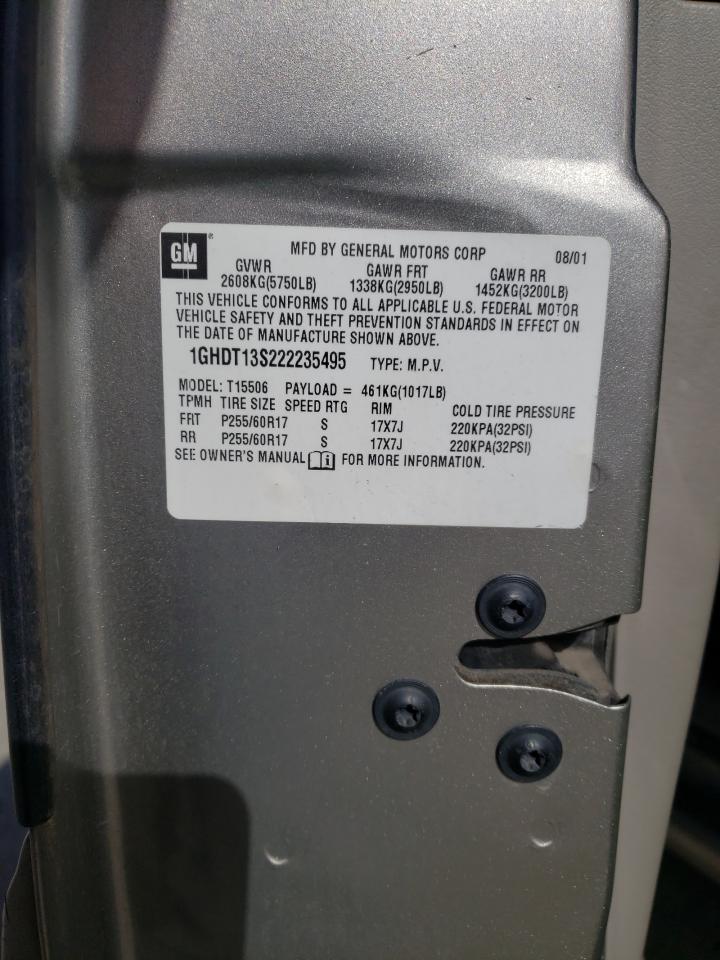 GM ® MFD BY GENERAL MOTORS CORP 08/01
GVWR GAWR FRT GAWR RR
2608KG(5750LB) 1338KG(2950LB) 1452KG(3200LB)
THIS VEHICLE CONFORMS TO ALL APPLICABLE U.S. FEDERAL MOTOR
VEHICLE SAFETY AND THEFT PREVENTION STANDARDS IN EFFECT ON
THE DATE OF MANUFACTURE SHOWN ABOVE.
1GHDT13S222235495 TYPE: M.P.V.
MODEL: T15506 PAYLOAD = 461KG(1017LB)
TPMH TIRE SIZE SPEED RTG RIM COLD TIRE PRESSURE
FRT P255/60R17 S 17X7J 220KPA(32PSI)
RR P255/60R17 S 17X7J 220KPA(32PSI)
SEE OWNER'S MANUAL i FOR MORE INFORMATION.